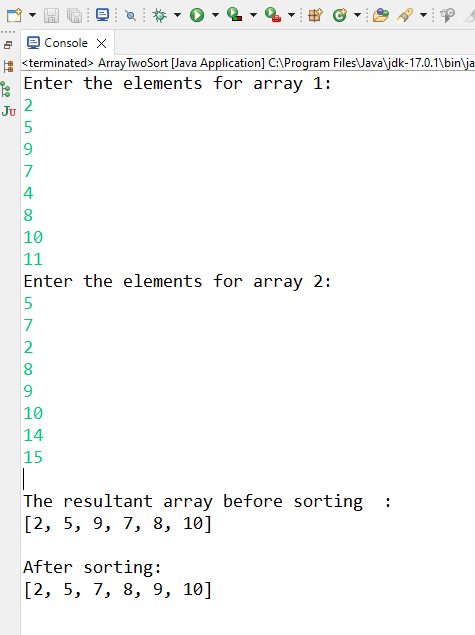 Console
<terminated> ArrayTwoSort [Java Application] C:\Program Files\Java\jdk-17.0.1\bin\ja
Enter the elements for array 1:
2
5
9
7
4
8
10
11
Enter the elements for array 2:
5
7
2
8
9
10
14
15
The resultant array before sorting  :
[2, 5, 9, 7, 8, 10]
After sorting:
[2, 5, 7, 8, 9, 10]